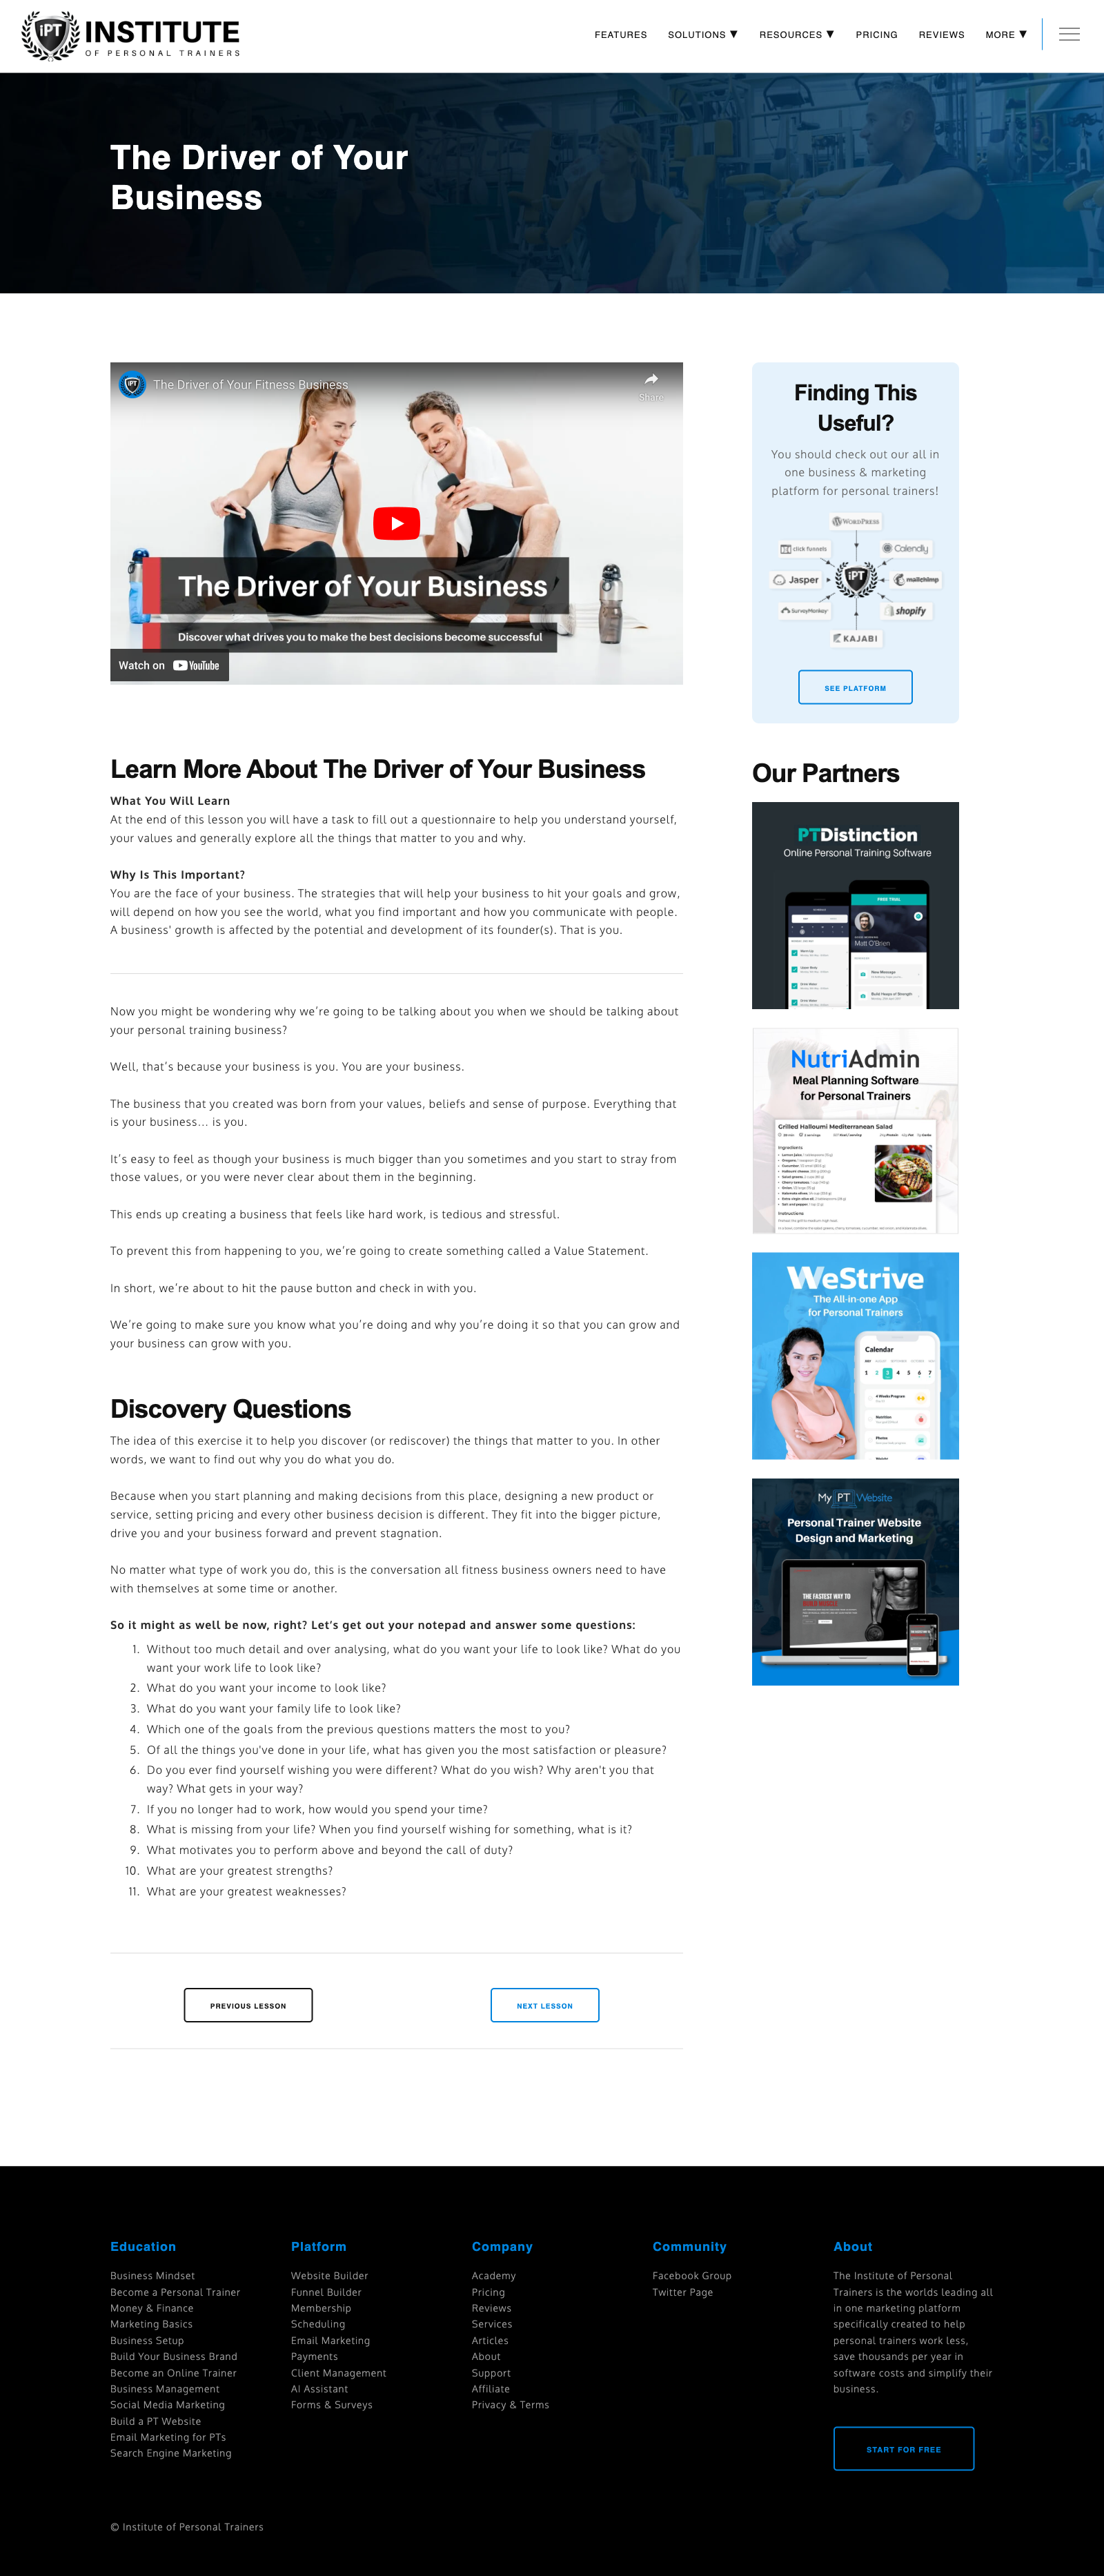 iPT INSTITUTE
OF PERSONAL TRAINERS
FEATURES
SOLUTIONS ▼
RESOURCES ▼
PRICING
REVIEWS
MORE ▼
The Driver of Your
Business
The Driver of Your Fitness Business
Share
The Driver of Your Business
Discover what drives you to make the best decisions become successful
Watch on YouTube
Finding This
Useful?
You should check out our all in
one business & marketing
platform for personal trainers!
WORDPRESS
click funnels
Calendly
Jasper
iPT
mailchimp
SurveyMonkey
shopify
KAJABI
SEE PLATFORM
Learn More About The Driver of Your Business
What You Will Learn
At the end of this lesson you will have a task to fill out a questionnaire to help you understand yourself,
your values and generally explore all the things that matter to you and why.
Why Is This Important?
You are the face of your business. The strategies that will help your business to hit your goals and grow,
will depend on how you see the world, what you find important and how you communicate with people.
A business' growth is affected by the potential and development of its founder(s). That is you.
Now you might be wondering why we're going to be talking about you when we should be talking about
your personal training business?
Well, that's because your business is you. You are your business.
The business that you created was born from your values, beliefs and sense of purpose. Everything that
is your business... is you.
It's easy to feel as though your business is much bigger than you sometimes and you start to stray from
those values, or you were never clear about them in the beginning.
This ends up creating a business that feels like hard work, is tedious and stressful.
To prevent this from happening to you, we're going to create something called a Value Statement.
In short, we're about to hit the pause button and check in with you.
We're going to make sure you know what you're doing and why you're doing it so that you can grow and
your business can grow with you.
Discovery Questions
The idea of this exercise it to help you discover (or rediscover) the things that matter to you. In other
words, we want to find out why you do what you do.
Because when you start planning and making decisions from this place, designing a new product or
service, setting pricing and every other business decision is different. They fit into the bigger picture,
drive you and your business forward and prevent stagnation.
No matter what type of work you do, this is the conversation all fitness business owners need to have
with themselves at some time or another.
So it might as well be now, right? Let's get out your notepad and answer some questions:
1. Without too much detail and over analysing, what do you want your life to look like? What do you
want your work life to look like?
2. What do you want your income to look like?
3. What do you want your family life to look like?
4. Which one of the goals from the previous questions matters the most to you?
5. Of all the things you've done in your life, what has given you the most satisfaction or pleasure?
6. Do you ever find yourself wishing you were different? What do you wish? Why aren't you that
way? What gets in your way?
7. If you no longer had to work, how would you spend your time?
8. What is missing from your life? When you find yourself wishing for something, what is it?
9. What motivates you to perform above and beyond the call of duty?
10. What are your greatest strengths?
11. What are your greatest weaknesses?
PREVIOUS LESSON
NEXT LESSON
Our Partners
PTDistinction
Online Personal Training Software
FREE TRIAL
Matt O'Brien
New Message
Build Heaps of Strength
NutriAdmin
Meal Planning Software
for Personal Trainers
Grilled Halloumi Mediterranean Salad
Ingredients
Instructions
WeStrive
The All-in-one App
for Personal Trainers
Calendar
1 2 3 4 5 6 7
4 Weeks Program
Nutrition
Photo
My PT Website
Personal Trainer Website
Design and Marketing
THE FASTEST WAY TO
Education
Business Mindset
Become a Personal Trainer
Money & Finance
Marketing Basics
Business Setup
Build Your Business Brand
Become an Online Trainer
Business Management
Social Media Marketing
Build a PT Website
Email Marketing for PTs
Search Engine Marketing
Platform
Website Builder
Funnel Builder
Membership
Scheduling
Email Marketing
Payments
Client Management
AI Assistant
Forms & Surveys
Company
Academy
Pricing
Reviews
Services
Articles
About
Support
Affiliate
Privacy & Terms
Community
Facebook Group
Twitter Page
About
The Institute of Personal
Trainers is the worlds leading all
in one marketing platform
specifically created to help
personal trainers work less,
save thousands per year in
software costs and simplify their
business.
START FOR FREE
© Institute of Personal Trainers